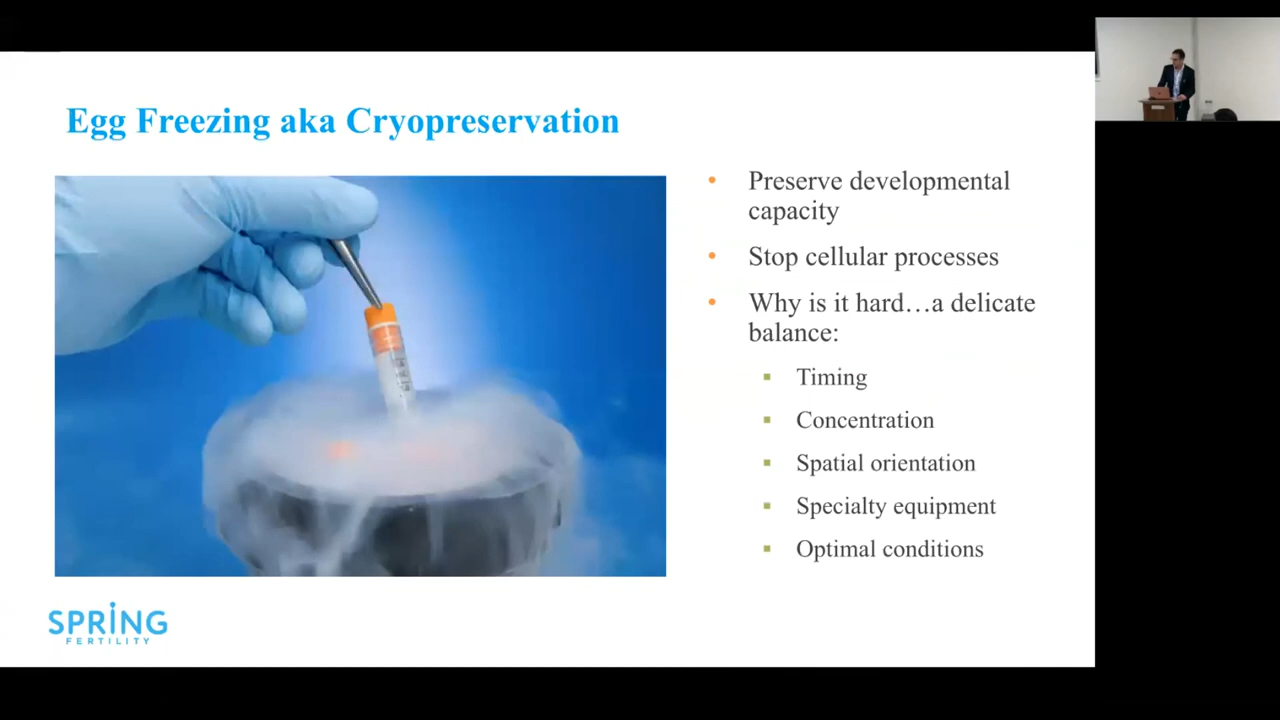 Egg Freezing aka Cryopreservation
Preserve developmental
capacity
Stop cellular processes
Why is it hard…a delicate
balance:
Timing
Concentration
Spatial orientation
Specialty equipment
Optimal conditions
SPRING
FERTILITY